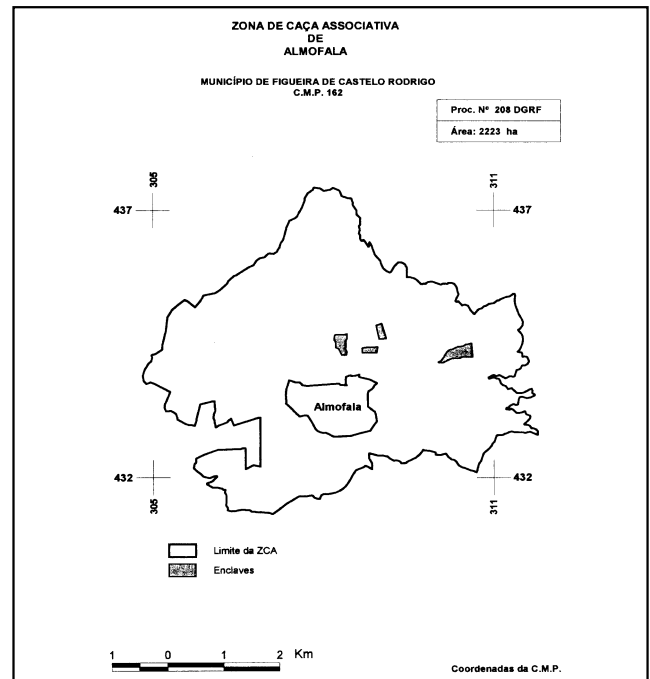 ZONA DE CAÇA ASSOCIATIVA
DE
ALMOFALA
MUNICÍPIO DE FIGUEIRA DE CASTELO RODRIGO
C.M.P. 162
Proc. Nº 208 DGRF
Área: 2223 ha
305
311
437
437
Almofala
432
432
305
311
Limite da ZCA
Enclaves
1 0 1 2 Km
Coordenadas da C.M.P.